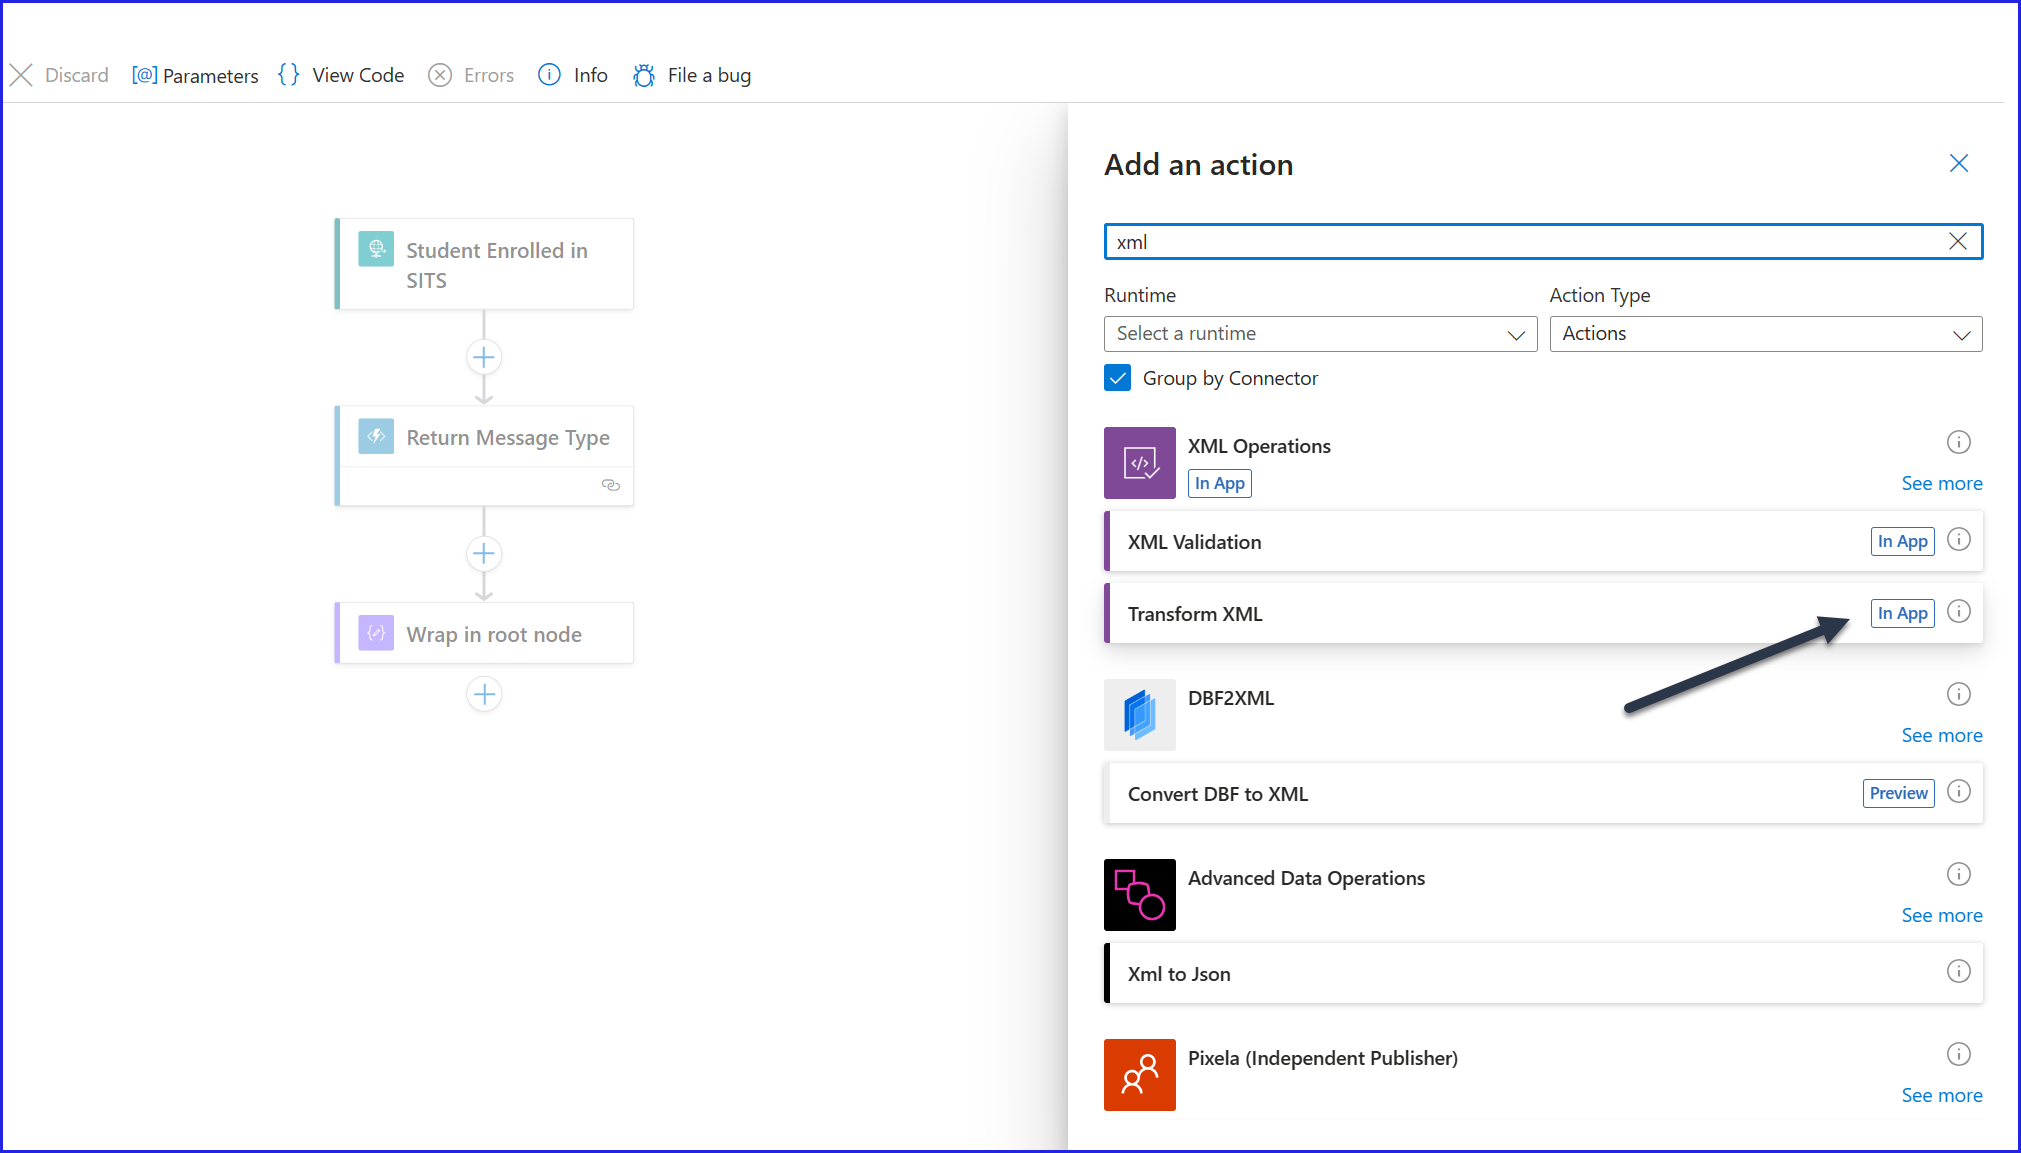 Discard
[@] Parameters
{} View Code
Errors
Info
File a bug
Student Enrolled in
SITS
Return Message Type
Wrap in root node
Add an action
xml
Runtime
Action Type
Select a runtime
Actions
Group by Connector
XML Operations
In App
See more
XML Validation
In App
Transform XML
In App
DBF2XML
See more
Convert DBF to XML
Preview
Advanced Data Operations
See more
Xml to Json
Pixela (Independent Publisher)
See more